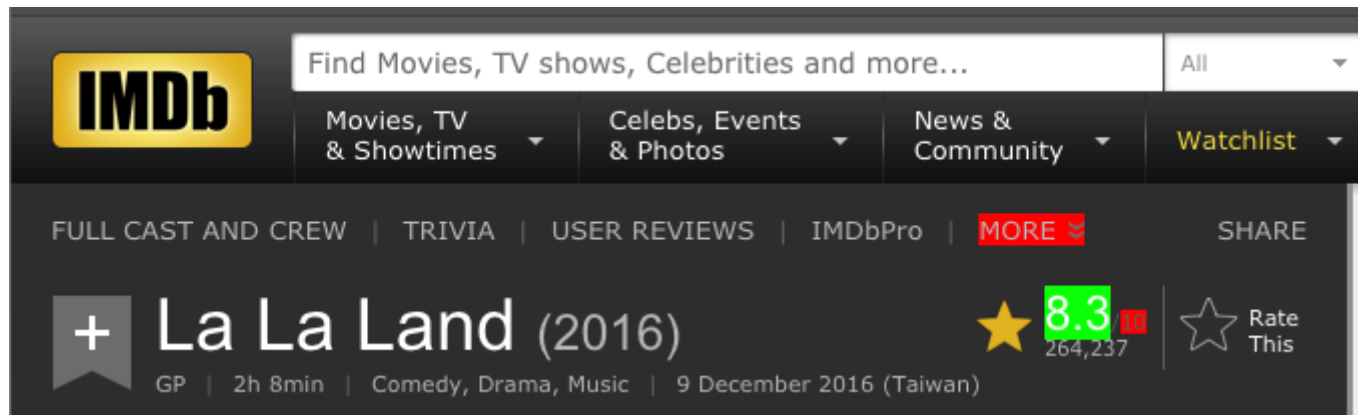 IMDb
Find Movies, TV shows, Celebrities and more...
All
Movies, TV
& Showtimes
Celebs, Events
& Photos
News &
Community
Watchlist
FULL CAST AND CREW | TRIVIA | USER REVIEWS | IMDbPro | MORE SHARE
+
La La Land (2016)
8.3/10
264,237
Rate
This
GP | 2h 8min | Comedy, Drama, Music | 9 December 2016 (Taiwan)